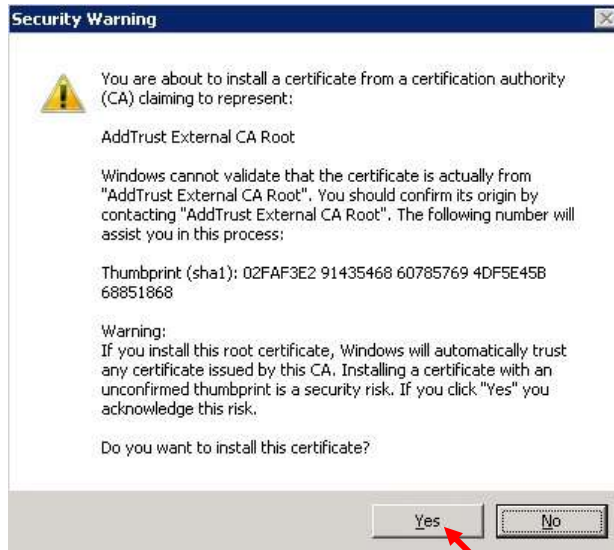 Security Warning
You are about to install a certificate from a certification authority
(CA) claiming to represent:
AddTrust External CA Root
Windows cannot validate that the certificate is actually from
"AddTrust External CA Root". You should confirm its origin by
contacting "AddTrust External CA Root". The following number will
assist you in this process:
Thumbprint (sha1): 02FAF3E2 91435468 60785769 4DF5E45B
68851868
Warning:
If you install this root certificate, Windows will automatically trust
any certificate issued by this CA. Installing a certificate with an
unconfirmed thumbprint is a security risk. If you click "Yes" you
acknowledge this risk.
Do you want to install this certificate?
Yes
No